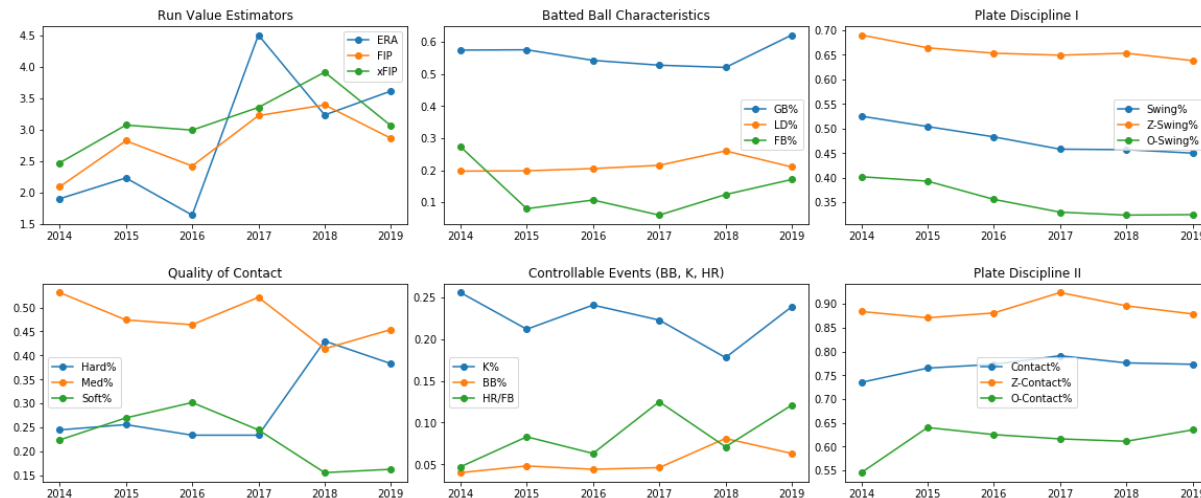 Run Value Estimators
4.5
4.0
3.5
3.0
2.5
2.0
1.5
ERA
FIP
xFIP
2014 2015 2016 2017 2018 2019
Batted Ball Characteristics
0.6
0.5
0.4
0.3
0.2
0.1
GB%
LD%
FB%
2014 2015 2016 2017 2018 2019
Plate Discipline I
0.70
0.65
0.60
0.55
0.50
0.45
0.40
0.35
Swing%
Z-Swing%
O-Swing%
2014 2015 2016 2017 2018 2019
Quality of Contact
0.50
0.45
0.40
0.35
0.30
0.25
0.20
0.15
Hard%
Med%
Soft%
2014 2015 2016 2017 2018 2019
Controllable Events (BB, K, HR)
0.25
0.20
0.15
0.10
0.05
K%
BB%
HR/FB
2014 2015 2016 2017 2018 2019
Plate Discipline II
0.90
0.85
0.80
0.75
0.70
0.65
0.60
0.55
Contact%
Z-Contact%
O-Contact%
2014 2015 2016 2017 2018 2019